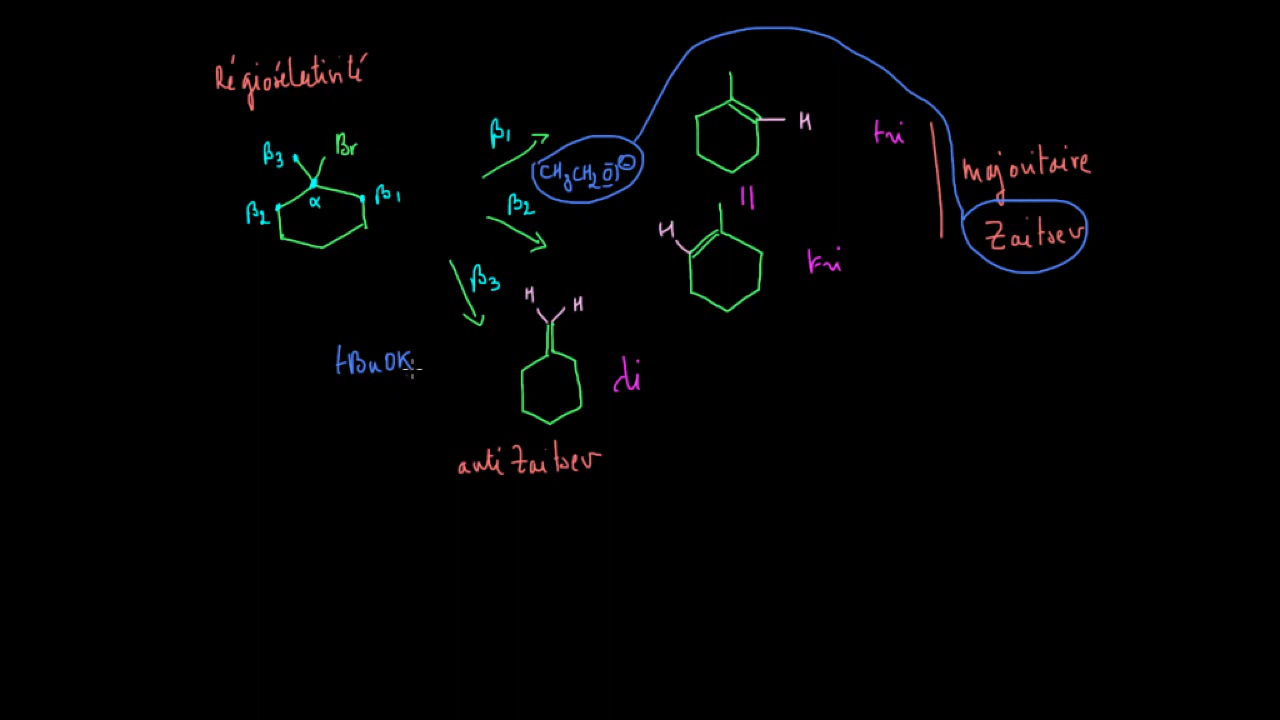 Régiosélectivité
β3 Br
β2 α β1
β1
CH3CH2O⊖
H
tri
majoritaire
Zaitsev
β2
H
tri
β3
H H
tBuOK
di
anti Zaitsev